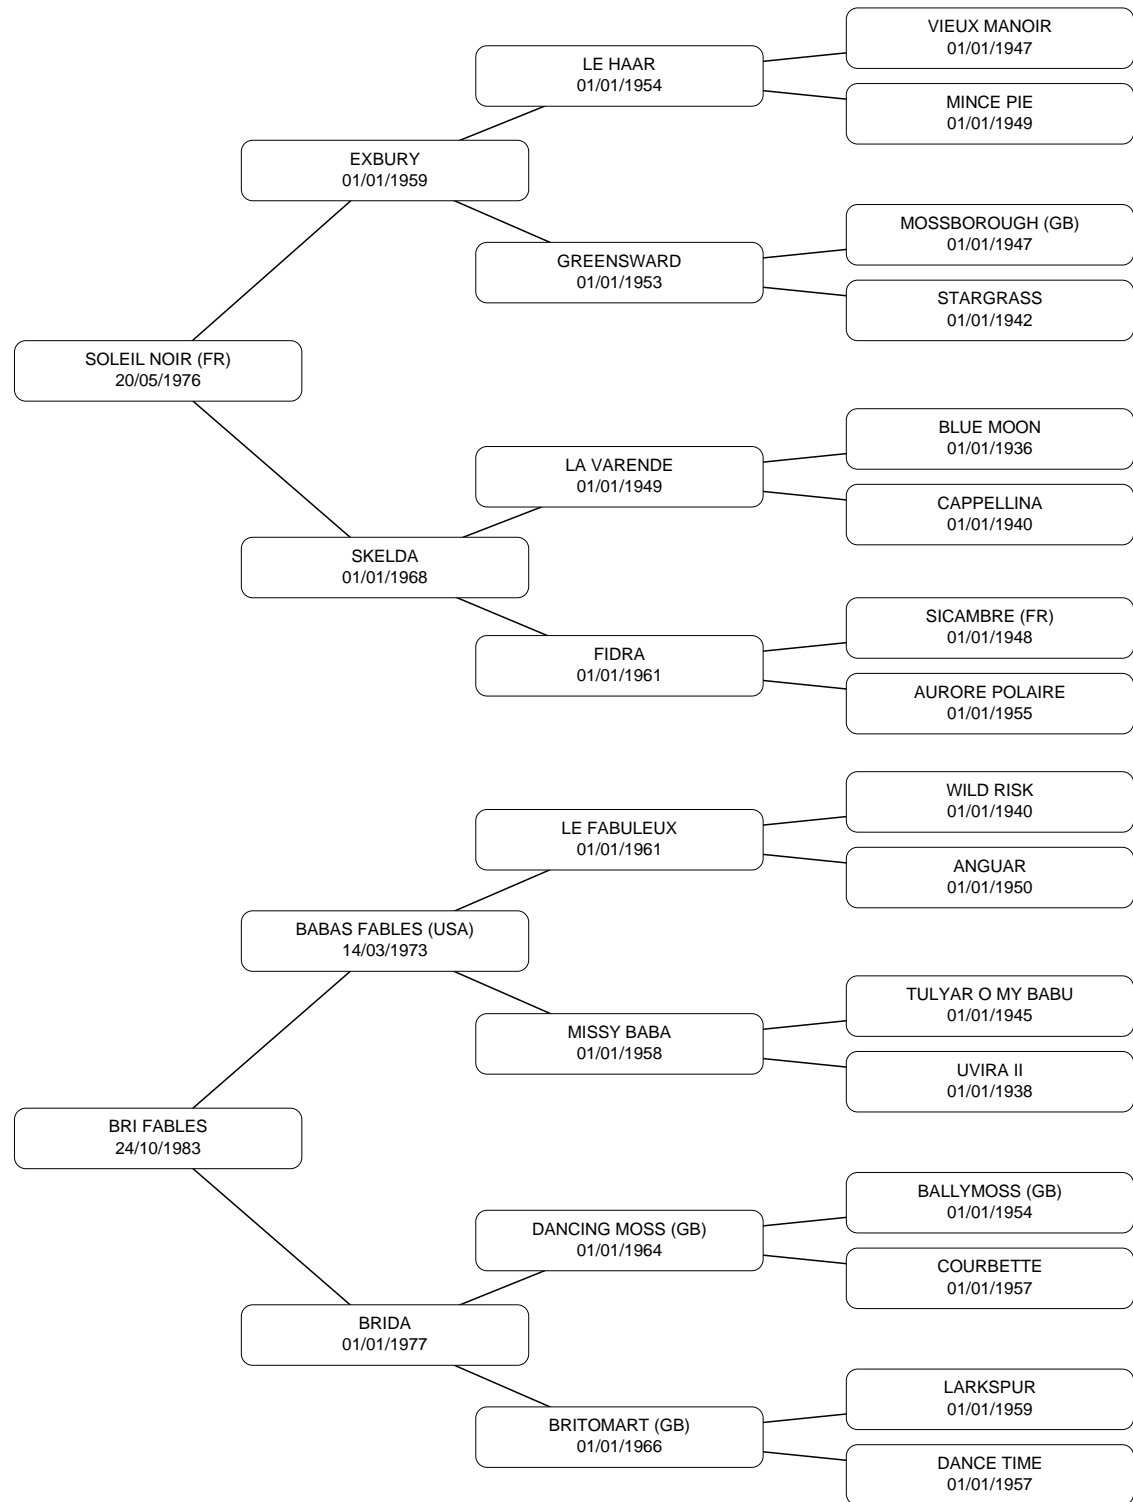 VIEUX MANOIR
01/01/1947
LE HAAR
01/01/1954
MINCE PIE
01/01/1949
EXBURY
01/01/1959
MOSSBOROUGH (GB)
01/01/1947
GREENSWARD
01/01/1953
STARGRASS
01/01/1942
SOLEIL NOIR (FR)
20/05/1976
BLUE MOON
01/01/1936
LA VARENDE
01/01/1949
CAPPELLINA
01/01/1940
SKELDA
01/01/1968
SICAMBRE (FR)
01/01/1948
FIDRA
01/01/1961
AURORE POLAIRE
01/01/1955
WILD RISK
01/01/1940
LE FABULEUX
01/01/1961
ANGUAR
01/01/1950
BABAS FABLES (USA)
14/03/1973
TULYAR O MY BABU
01/01/1945
MISSY BABA
01/01/1958
UVIRA II
01/01/1938
BRI FABLES
24/10/1983
BALLYMOSS (GB)
01/01/1954
DANCING MOSS (GB)
01/01/1964
COURBETTE
01/01/1957
BRIDA
01/01/1977
LARKSPUR
01/01/1959
BRITOMART (GB)
01/01/1966
DANCE TIME
01/01/1957